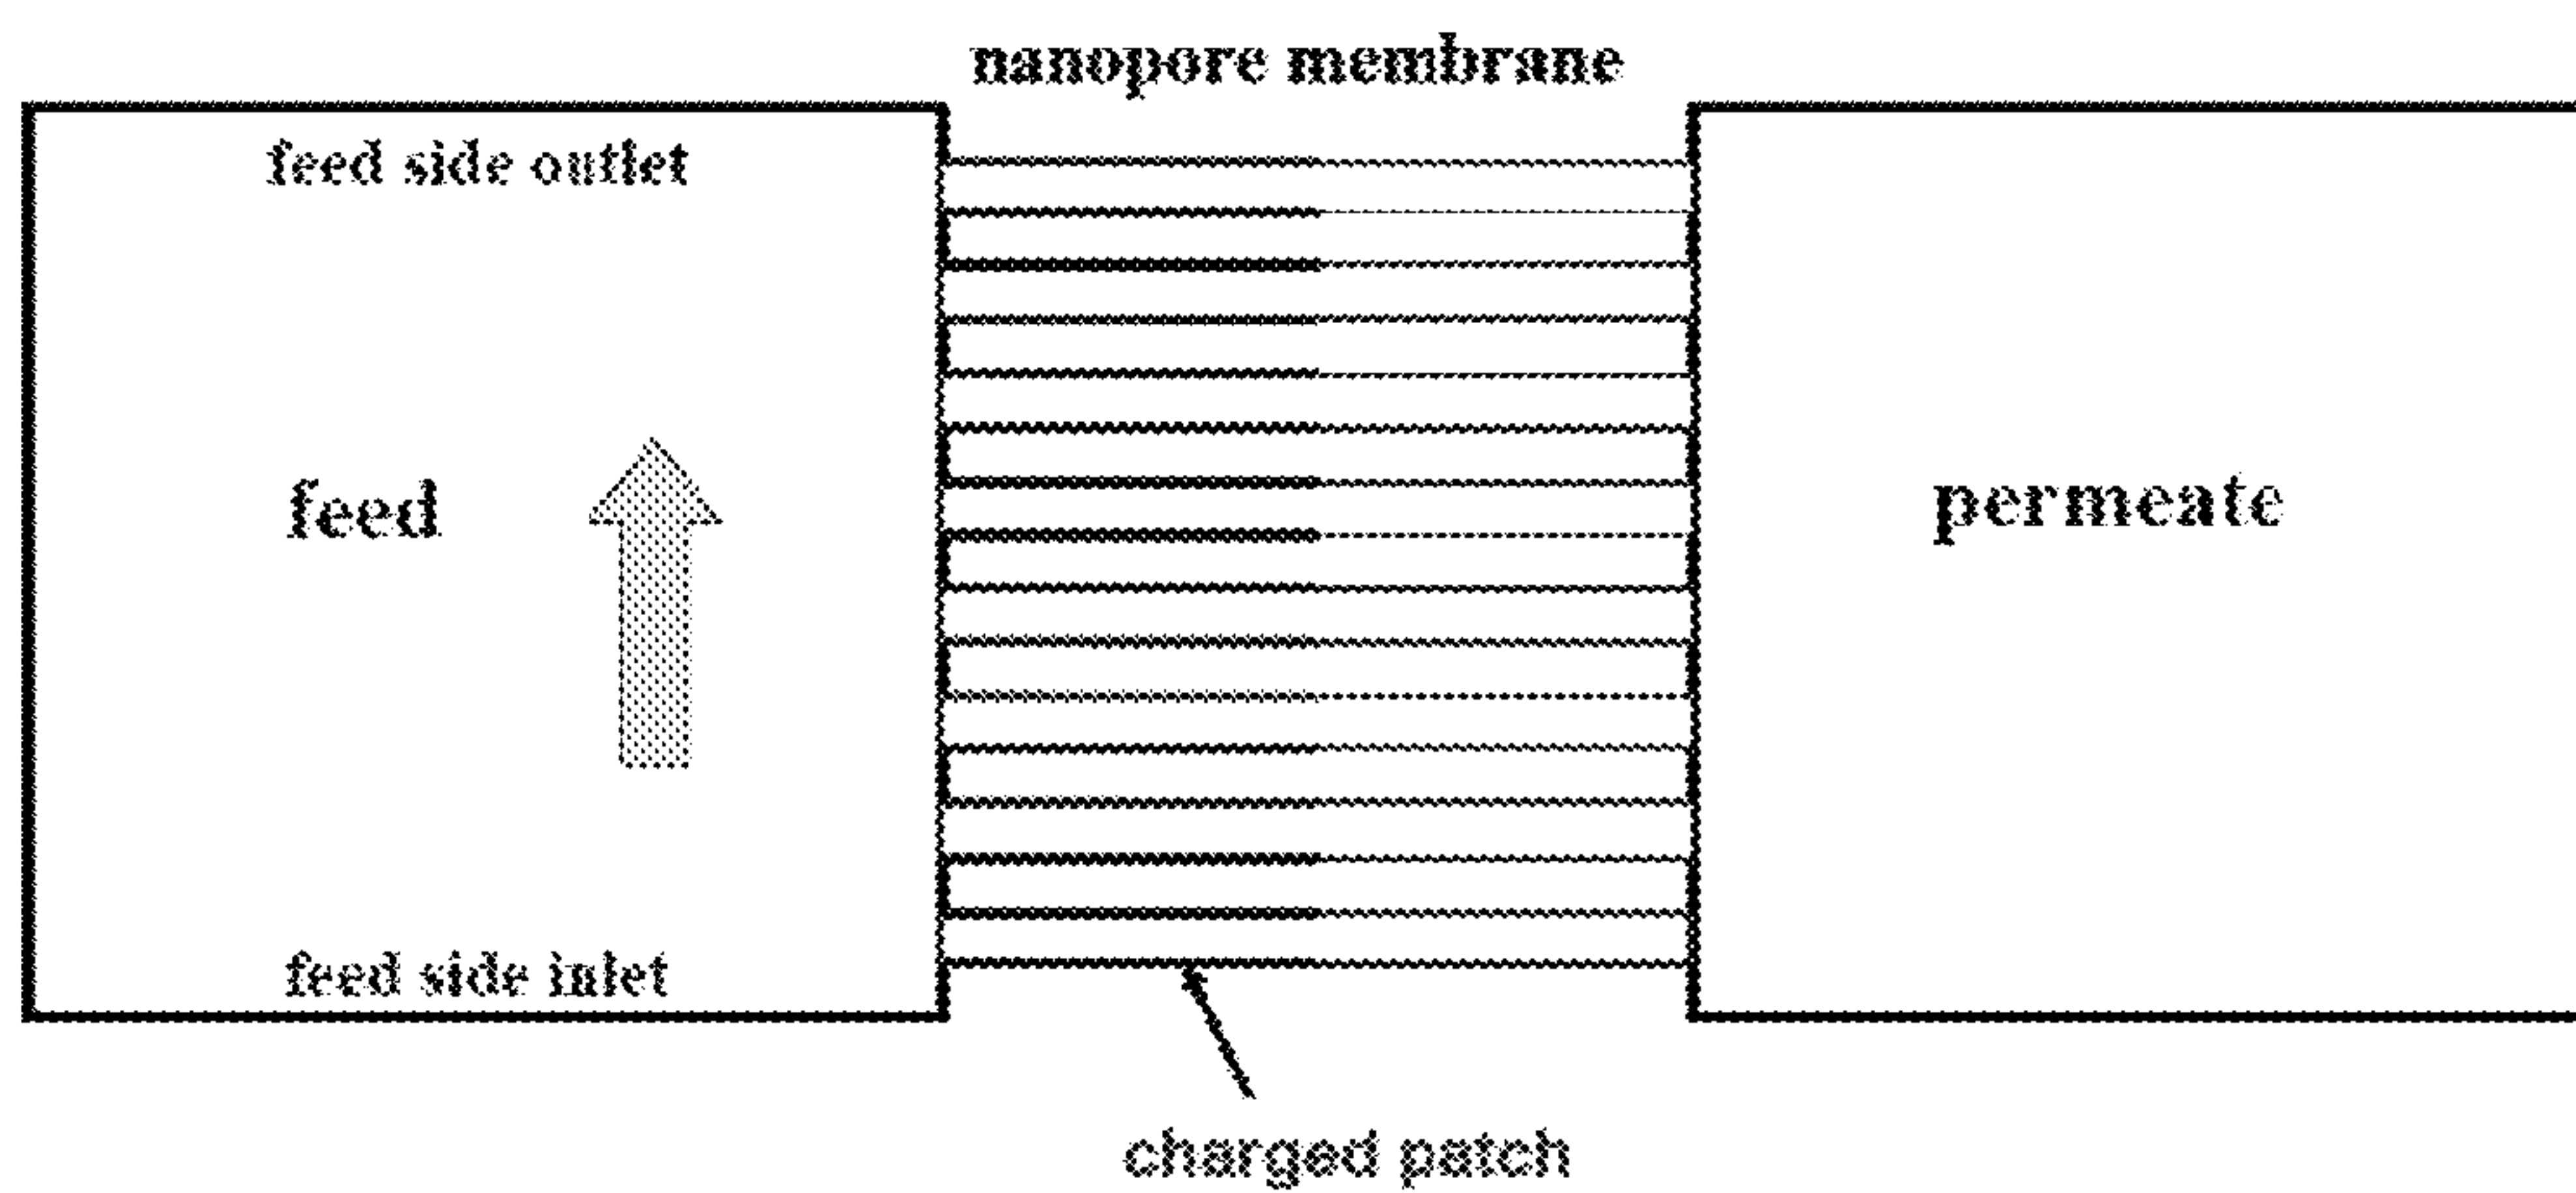 nanopore membrane
feed side outlet
feed
permeate
feed side inlet
charged patch